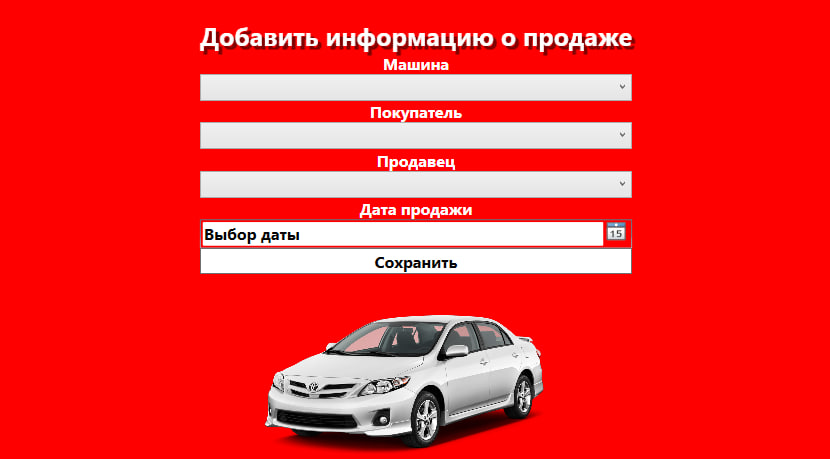 Добавить информацию о продаже
Машина
Покупатель
Продавец
Дата продажи
Выбор даты
15
Сохранить